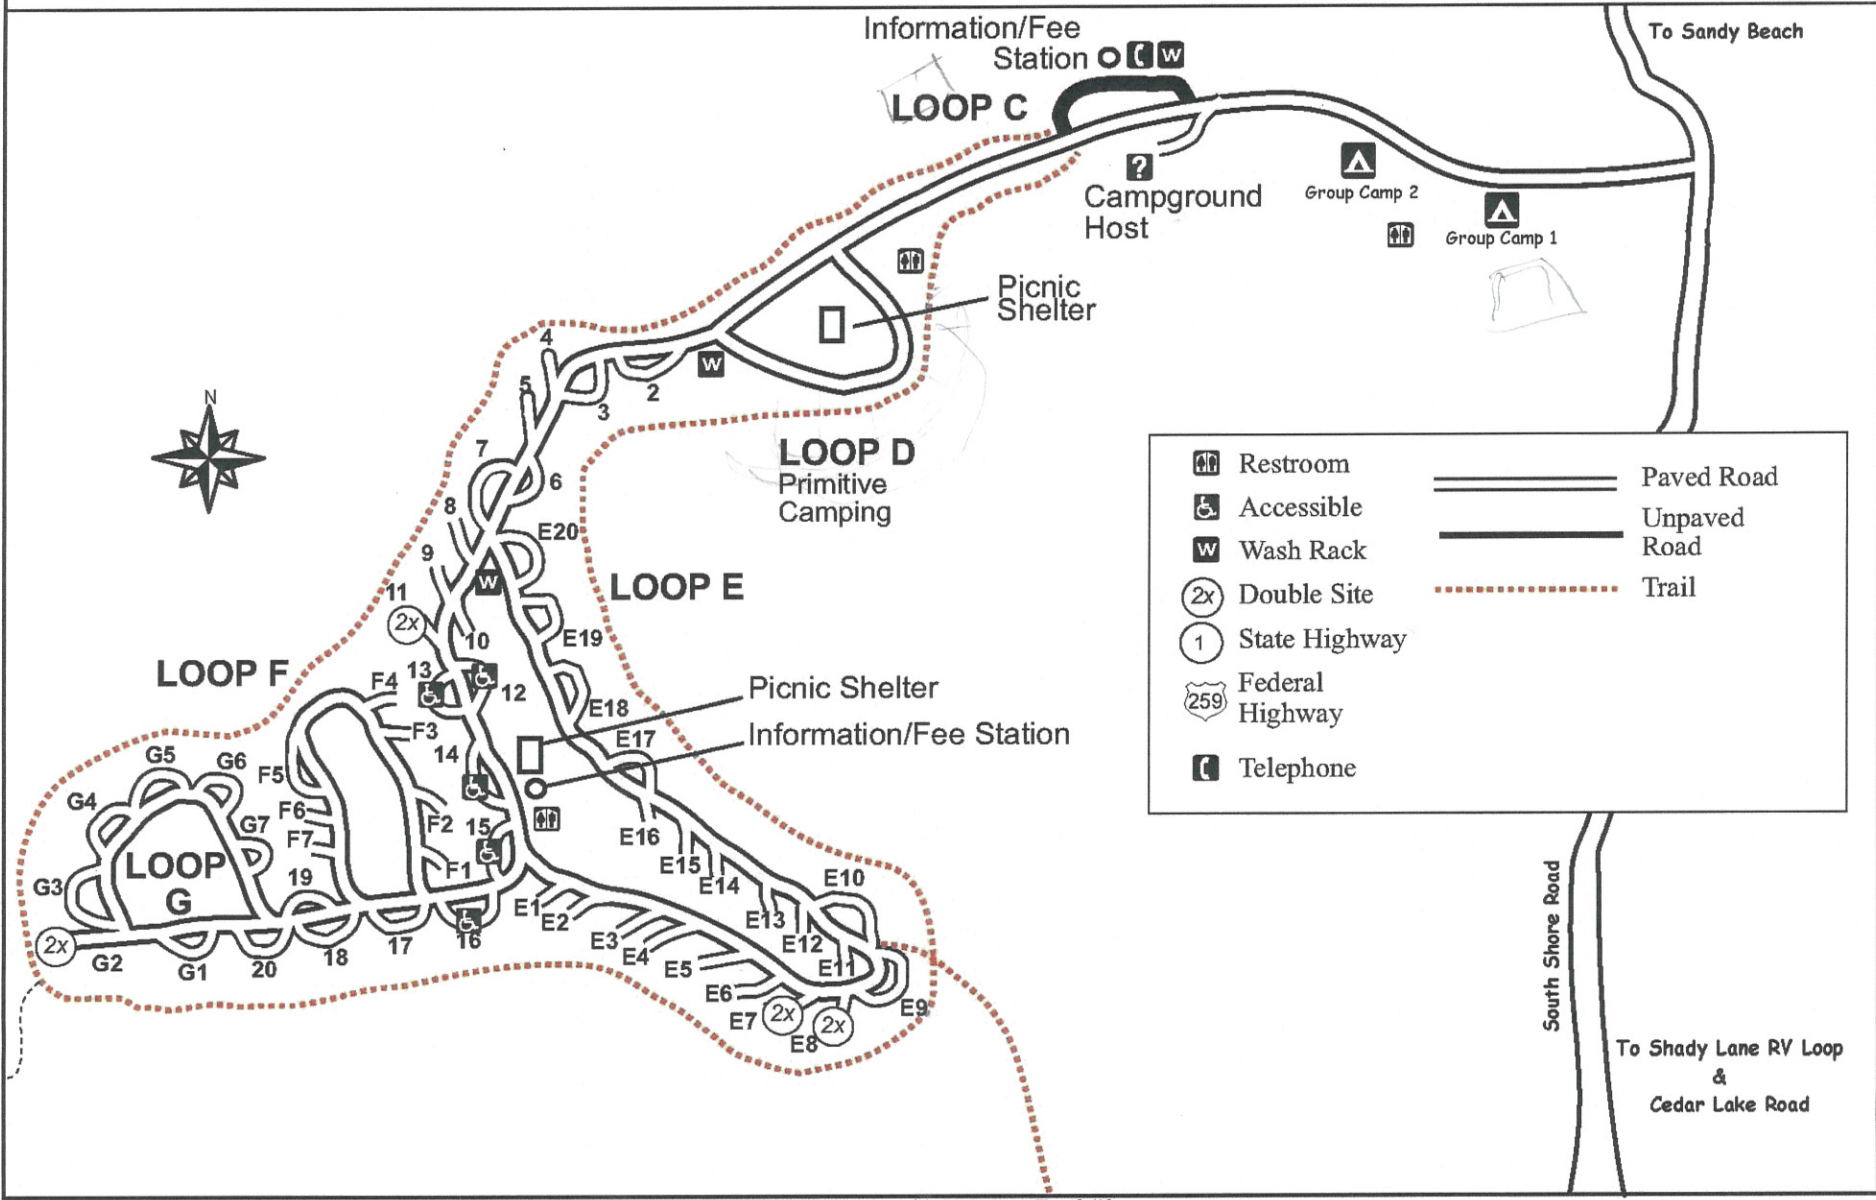 Information/Fee
Station
W
To Sandy Beach
LOOP C
?
Campground
Host
Group Camp 2
Group Camp 1
Picnic
Shelter
4
W
5
2
3
N
7
6
LOOP D
Primitive
Camping
8
E20
9
W
LOOP E
11
2x
10
E19
LOOP F
13
12
F4
E18
F3
Picnic Shelter
Information/Fee Station
14
E17
G5
G6
F5
G4
F6
F2
G7
F7
15
E16
LOOP
G
F1
E15
E14
G3
19
E10
E1
E2
E13
2x
G2
G1
20
18
17
16
E3
E4
E12
E11
E5
E6
E7
2x
E8
2x
E9
Restroom
Accessible
W
Wash Rack
2x
Double Site
1
State Highway
259
Federal
Highway
Telephone
Paved Road
Unpaved
Road
Trail
South Shore Road
To Shady Lane RV Loop
&
Cedar Lake Road